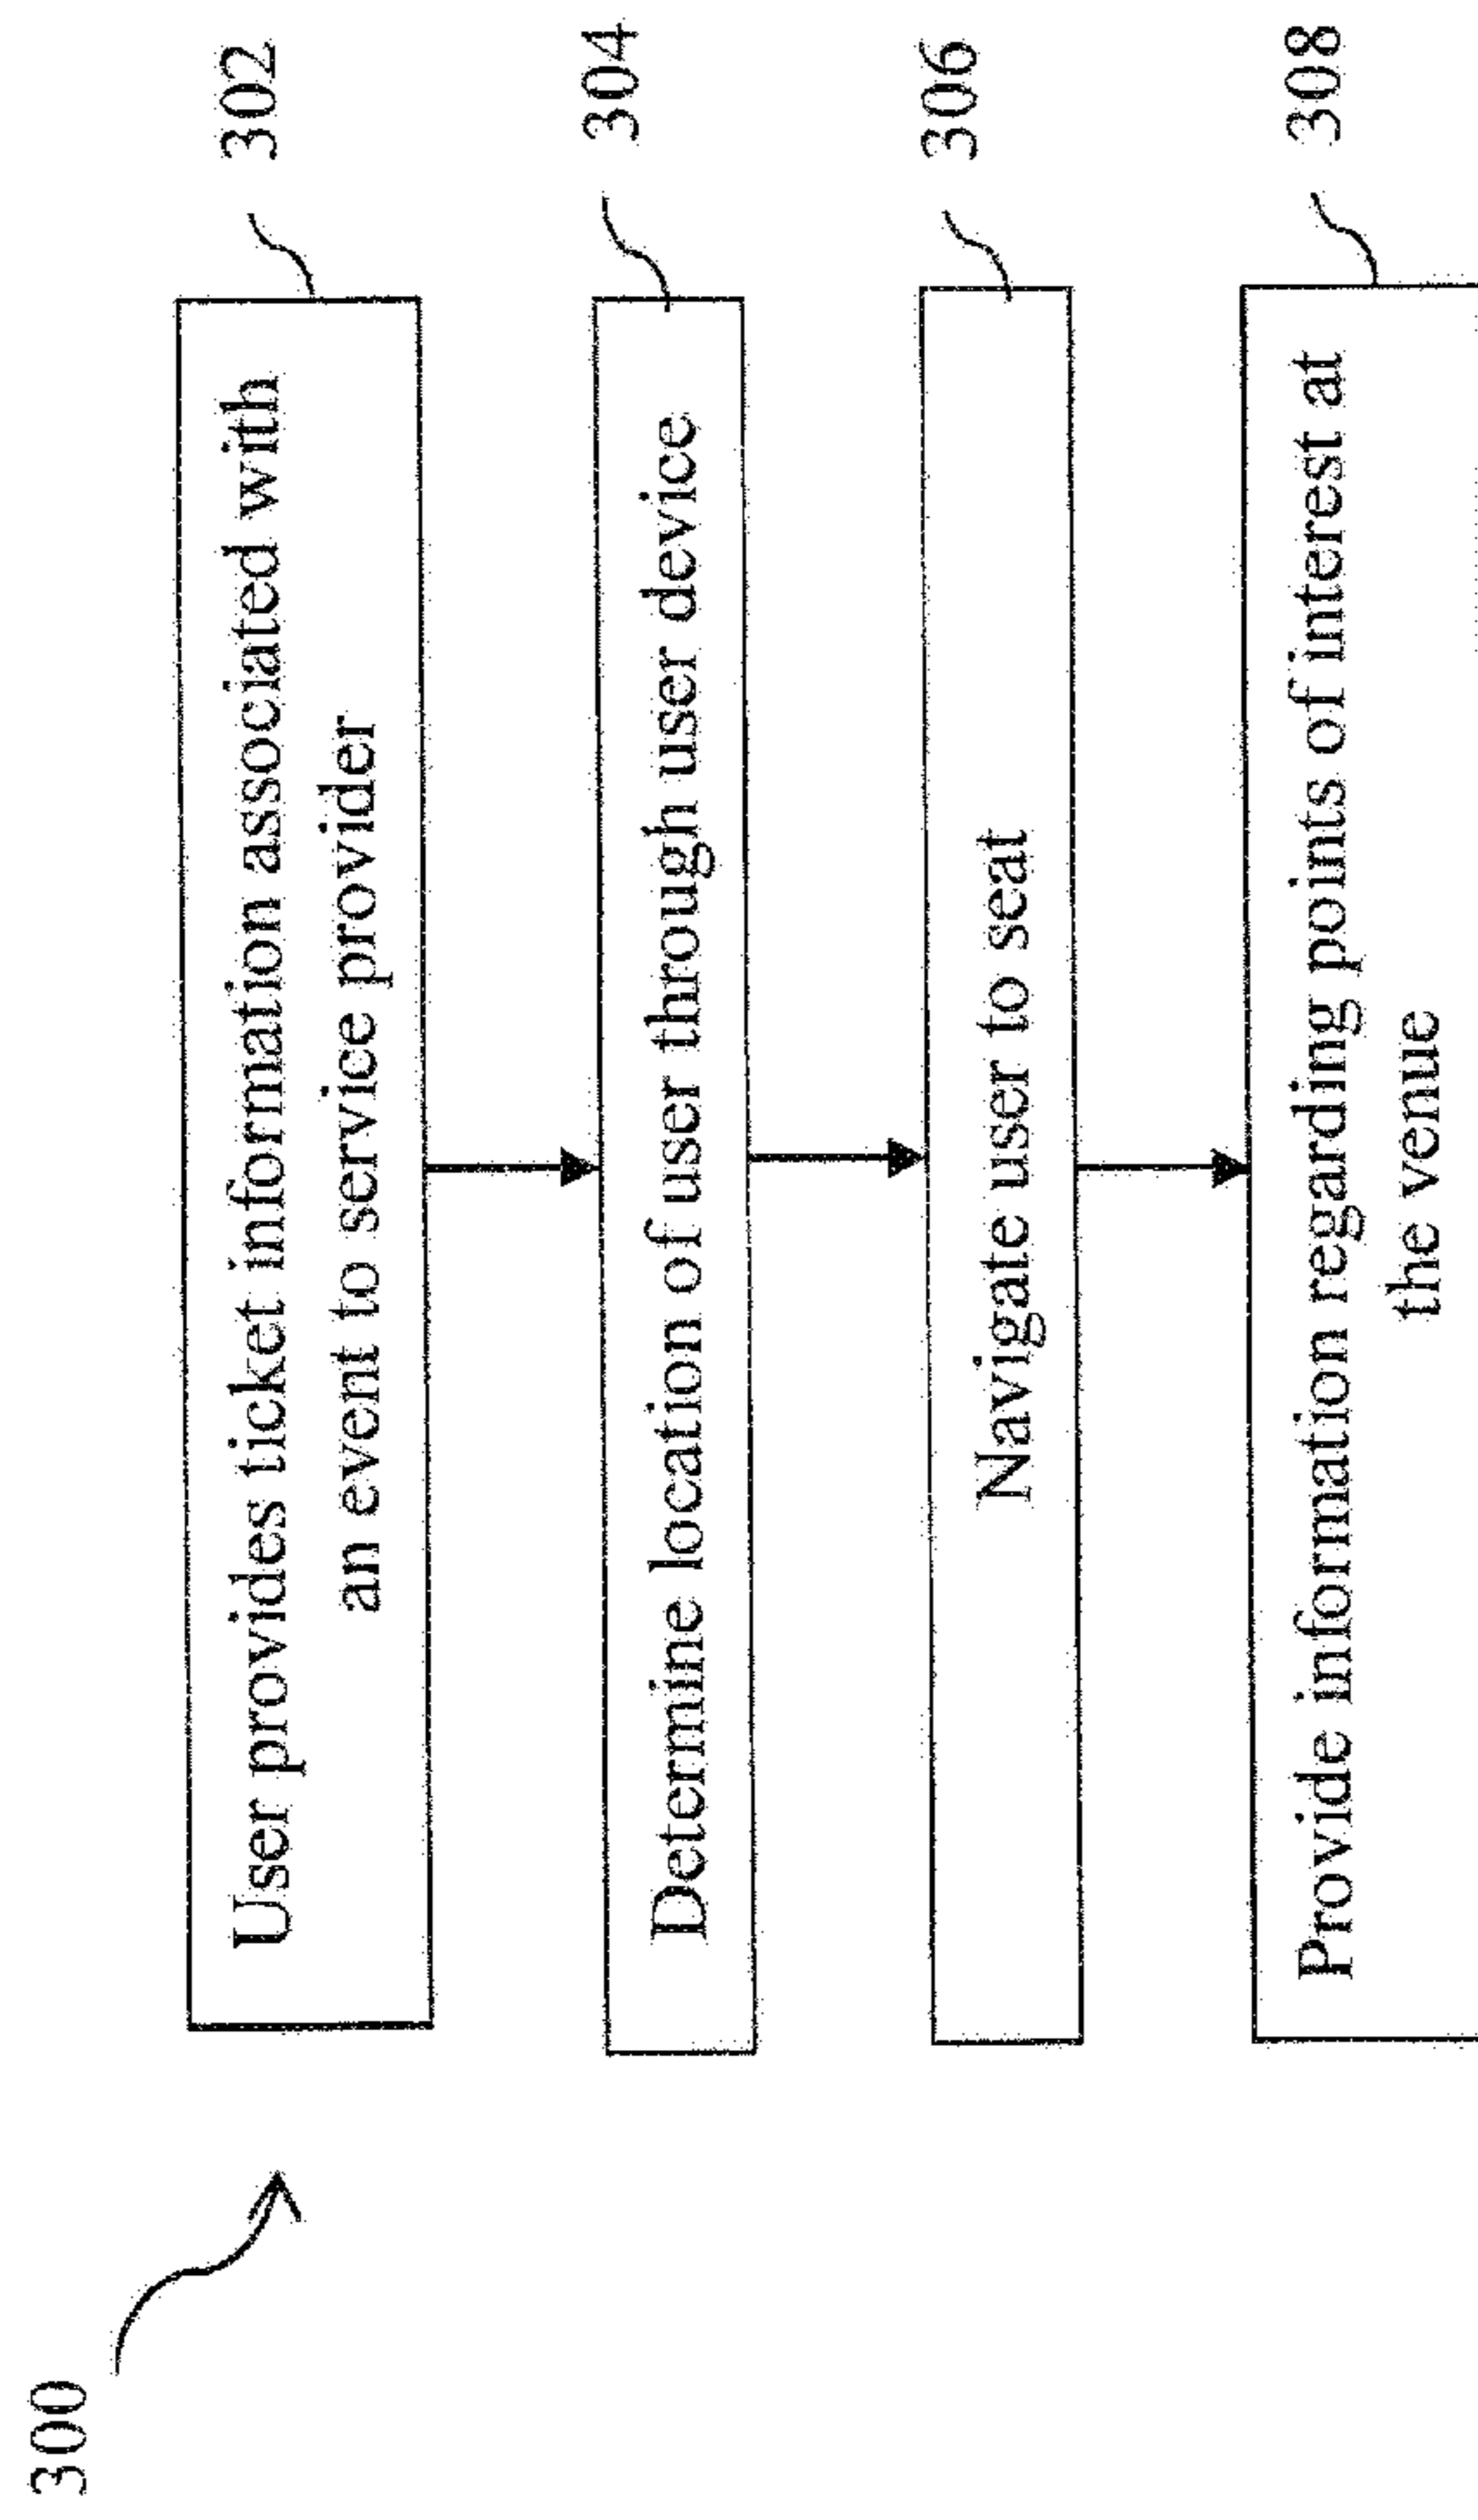 300
User provides ticket information associated with
an event to service provider
302
Determine location of user through user device
304
Navigate user to seat
306
Provide information regarding points of interest at
the venue
308